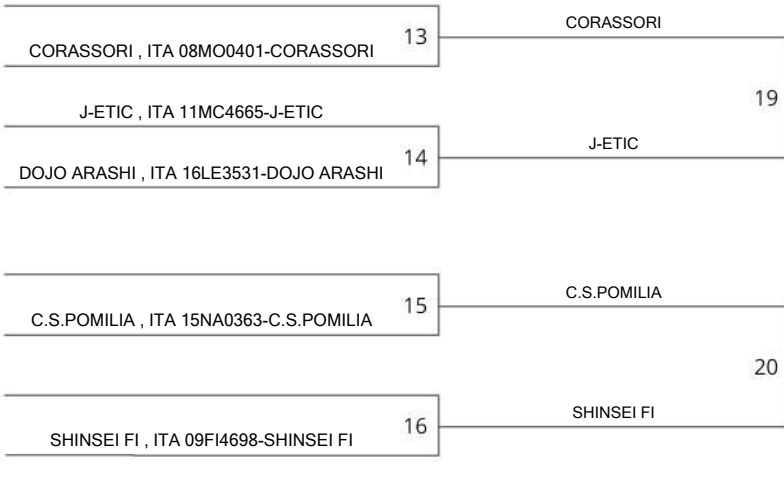 CORASSORI
13
CORASSORI , ITA 08MO0401-CORASSORI
19
J-ETIC , ITA 11MC4665-J-ETIC
J-ETIC
14
DOJO ARASHI , ITA 16LE3531-DOJO ARASHI
C.S.POMILIA
15
C.S.POMILIA , ITA 15NA0363-C.S.POMILIA
20
SHINSEI FI
16
SHINSEI FI , ITA 09FI4698-SHINSEI FI